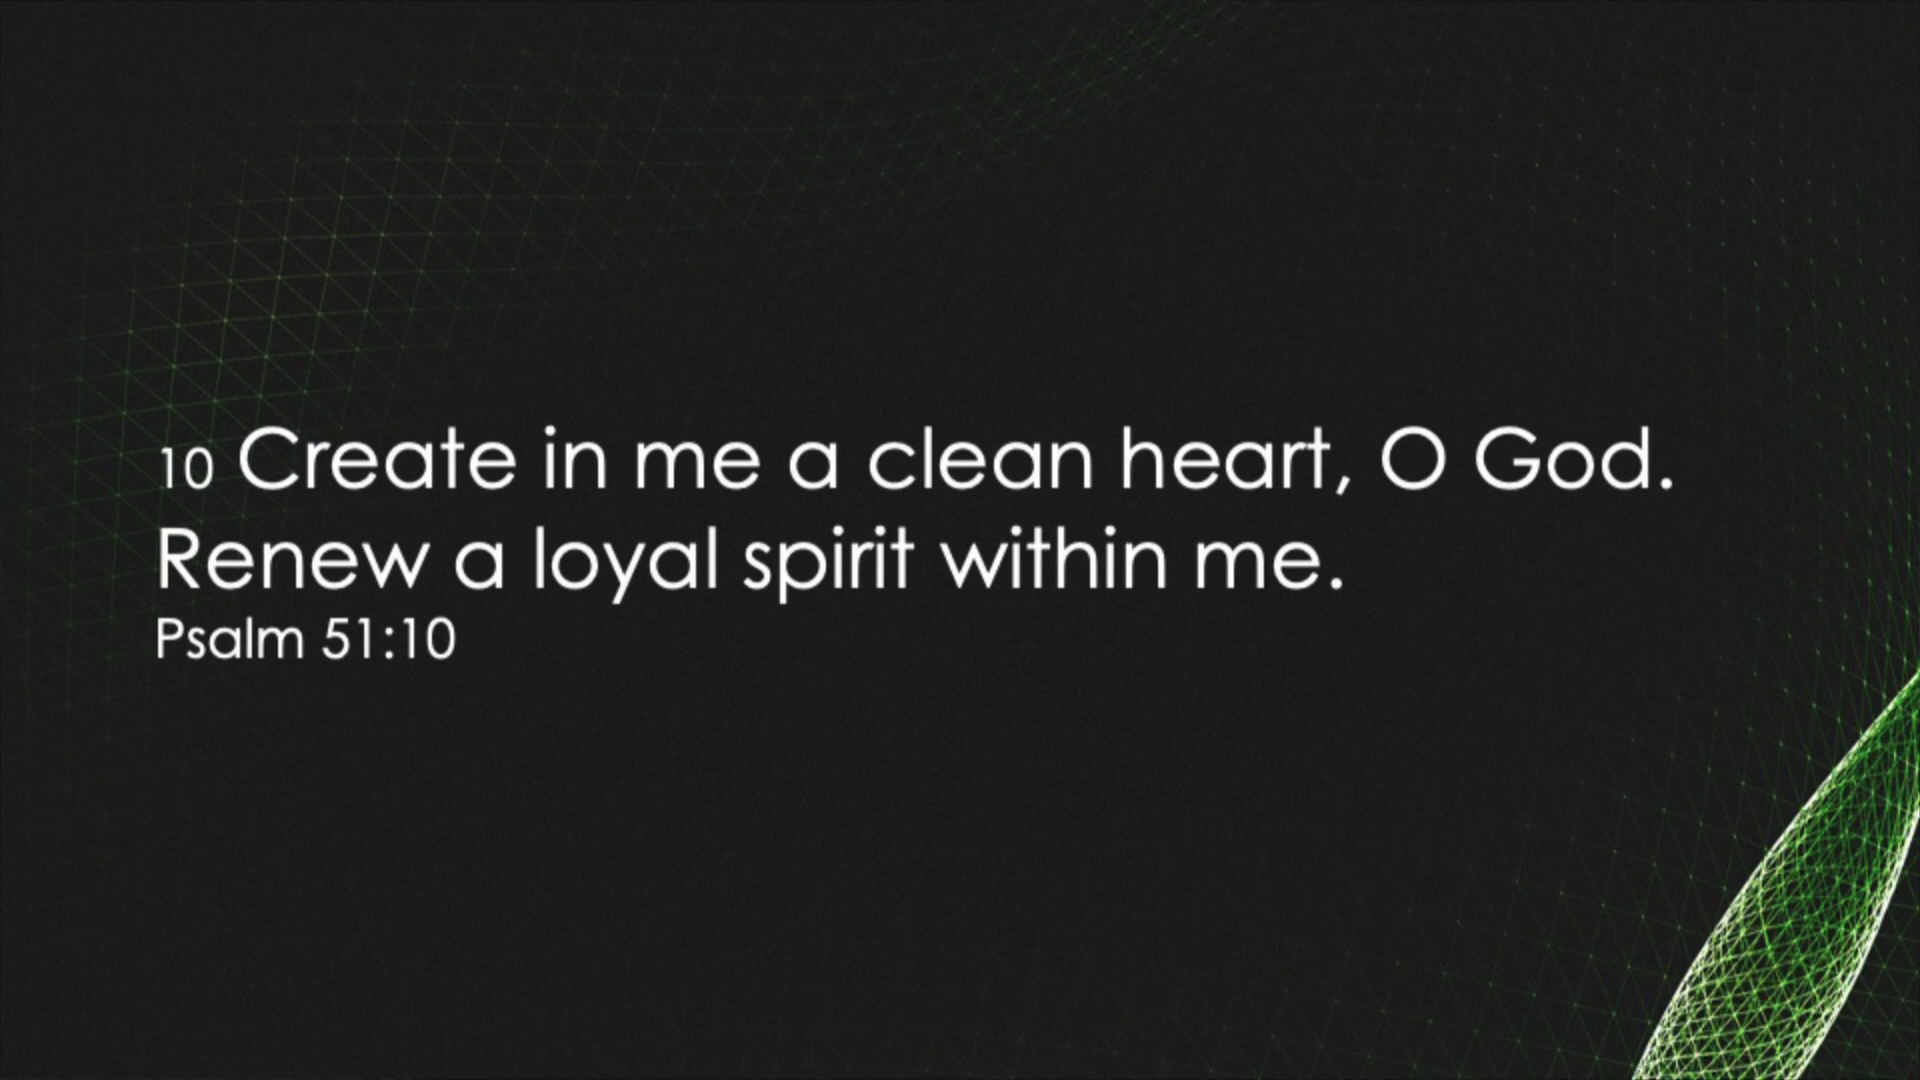 10 Create in me a clean heart, O God.
Renew a loyal spirit within me.
Psalm 51:10